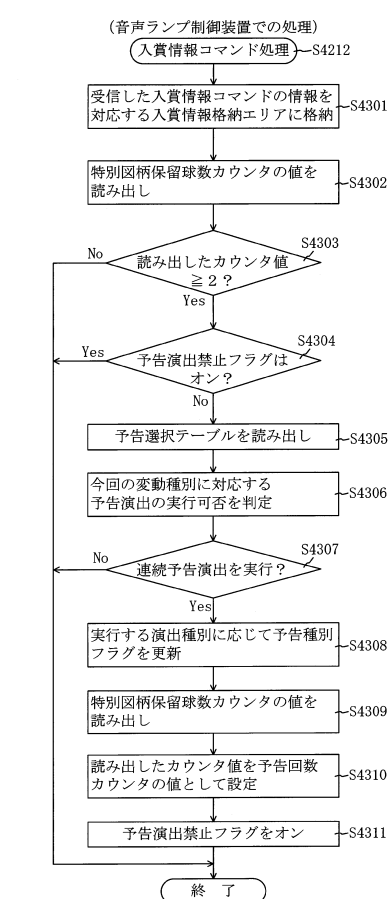 (音声ランプ制御装置での処理)
入賞情報コマンド処理
S4212
受信した入賞情報コマンドの情報を
対応する入賞情報格納エリアに格納
S4301
特別図柄保留球数カウンタの値を
読み出し
S4302
S4303
No
読み出したカウンタ値
≧2?
Yes
S4304
Yes
予告演出禁止フラグは
オン?
No
予告選択テーブルを読み出し
S4305
今回の変動種別に対応する
予告演出の実行可否を判定
S4306
S4307
No
連続予告演出を実行?
Yes
実行する演出種別に応じて予告種別
フラグを更新
S4308
特別図柄保留球数カウンタの値を
読み出し
S4309
読み出したカウンタ値を予告回数
カウンタの値として設定
S4310
予告演出禁止フラグをオン
S4311
終 了